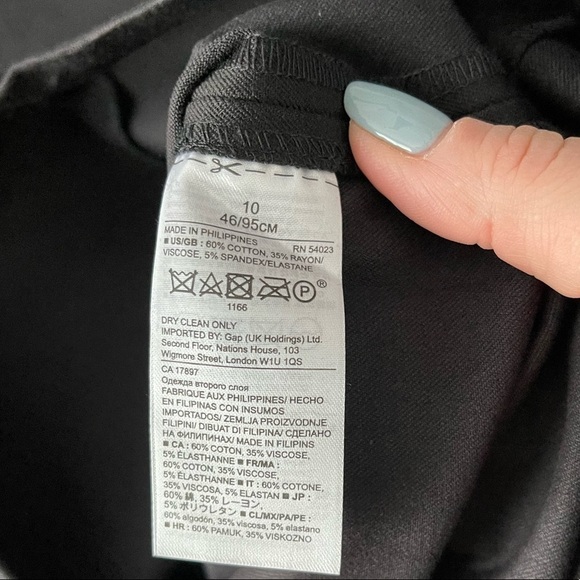 10
46/95CM
MADE IN PHILIPPINES RN 54023
■ US/GB : 60% COTTON, 35% RAYON/
VISCOSE, 5% SPANDEX/ELASTANE
P®
1166
DRY CLEAN ONLY
IMPORTED BY: Gap (UK Holdings) Ltd.
Second Floor, Nations House, 103
Wigmore Street, London W1U 1QS
CA 17897
Одежда второго слоя
FABRIQUE AUX PHILIPPINES/ HECHO
EN FILIPINAS CON INSUMOS
IMPORTADOS/ ZEMLJA PROIZVODNJE
FILIPINI/ DIBUAT DI FILIPINA/ СДЕЛАНО
НА ФИЛИПИНАХ/ MADE IN FILIPINS
■ CA : 60% COTON, 35% VISCOSE,
5% ÉLASTHANNE ■ FR/MA :
60% COTON, 35% VISCOSE,
5% ÉLASTHANNE ■ IT : 60% COTONE,
35% VISCOSA, 5% ELASTAN ■ JP :
60% 綿, 35% レーヨン,
5% ポリウレタン ■ CL/MX/PA/PE :
60% algodón, 35% viscosa, 5% elastano
■ HR : 60% PAMUK, 35% VISKOZNO